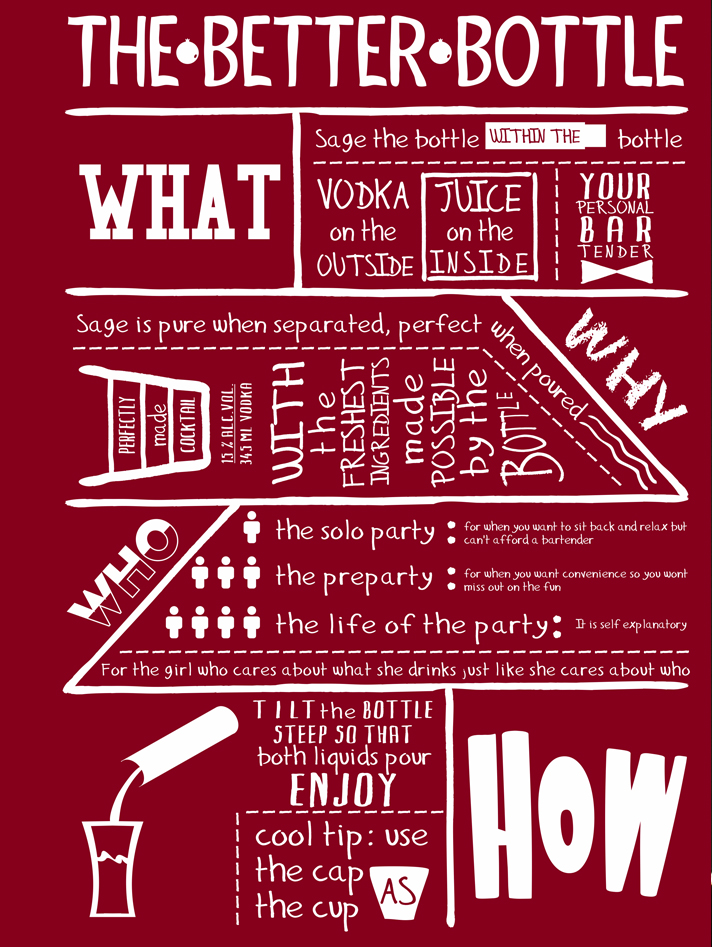 THE BETTER BOTTLE
WHAT
Sage the bottle WITHIN THE bottle
VODKA
on the
OUTSIDE
JUICE
on the
INSIDE
YOUR
PERSONAL
BAR
TENDER
WHY
Sage is pure when separated, perfect when poured
PERFECTLY
made
COCKTAIL
15% ALC.VOL.
345 ML VODKA
WITH
the
FRESHEST
INGREDIENTS
made
POSSIBLE
by the
BOTTLE
WHO
the solo party : for when you want to sit back and relax but
can't afford a bartender
the preparty : for when you want convenience so you wont
miss out on the fun
the life of the party: It is self explanatory
For the girl who cares about what she drinks just like she cares about who
HOW
TILT the BOTTLE
STEEP SO THAT
both liquids pour
ENJOY
cool tip: use
the cap AS
the cup